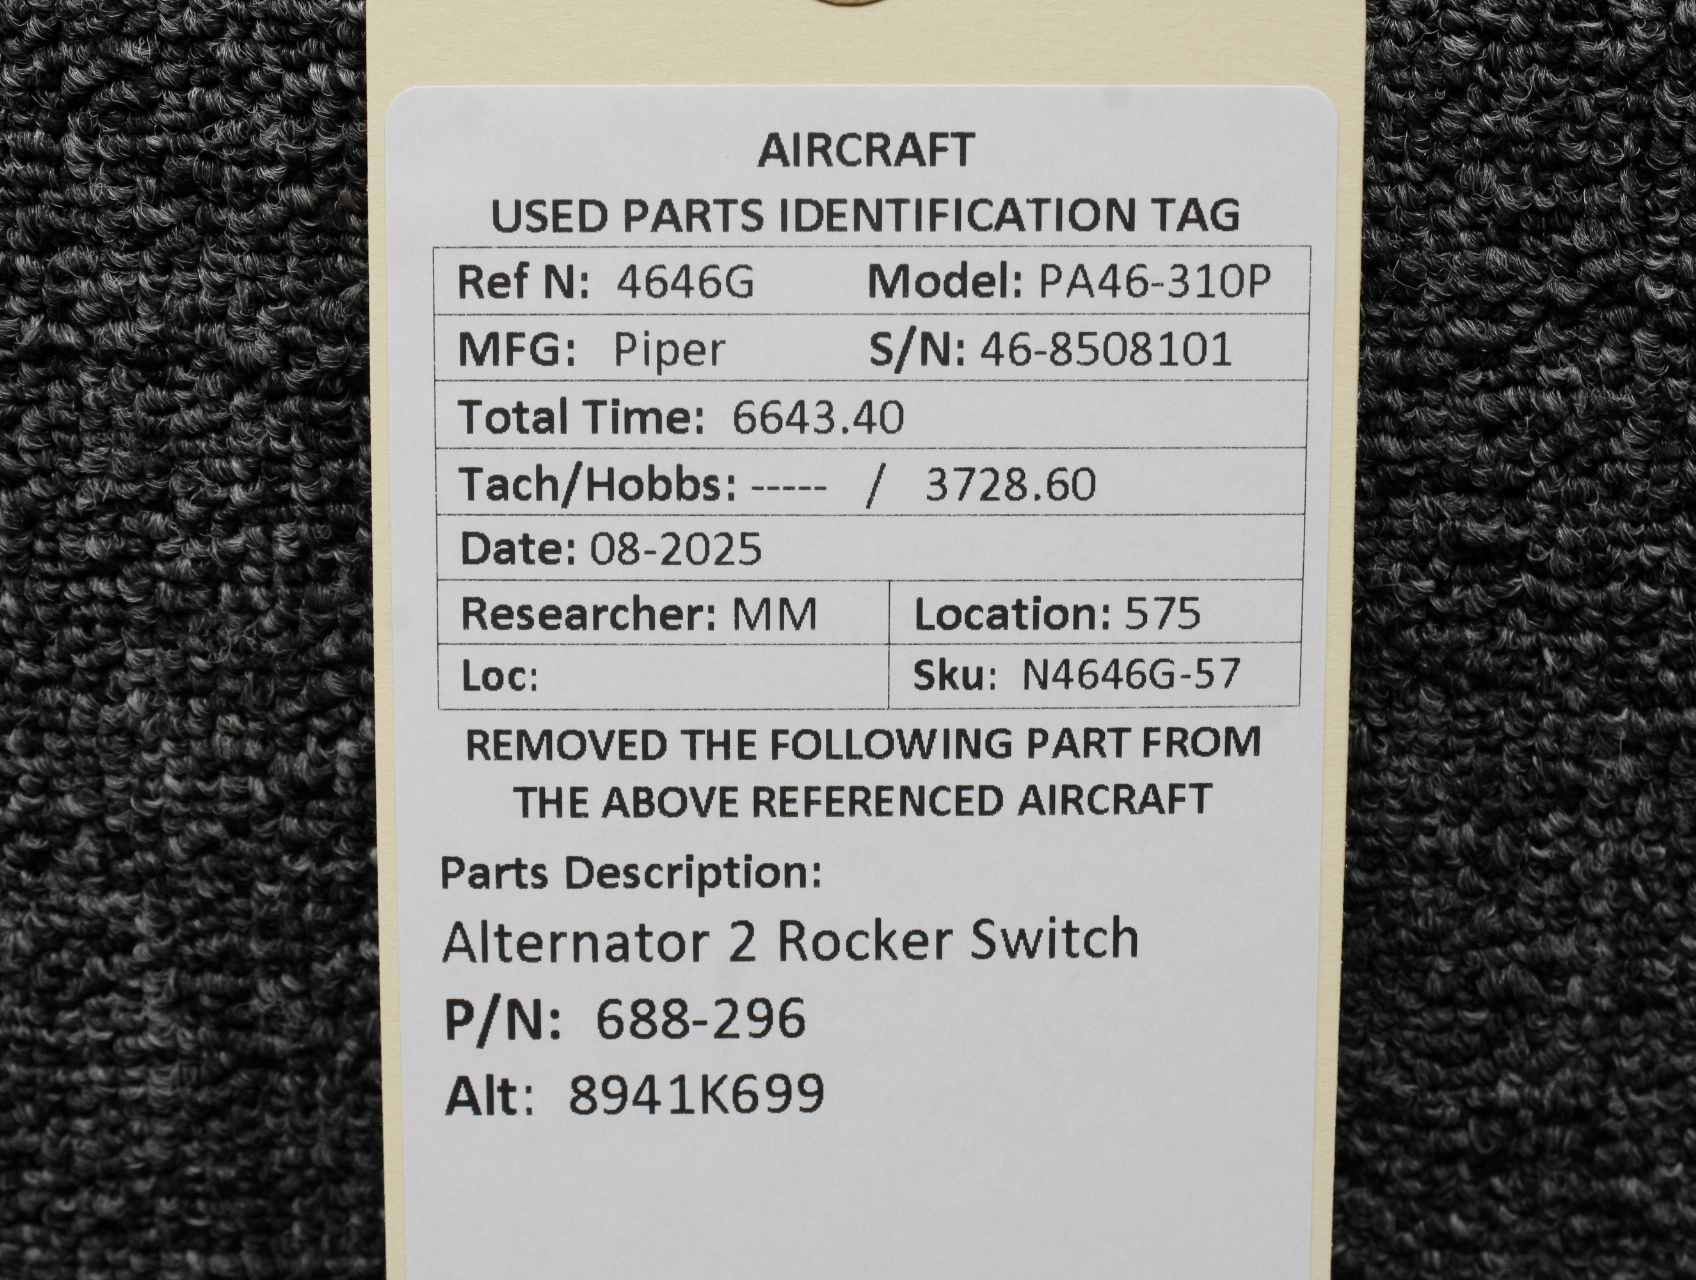 AIRCRAFT
USED PARTS IDENTIFICATION TAG
Ref N: 4646G Model: PA46-310P
MFG: Piper S/N: 46-8508101
Total Time: 6643.40
Tach/Hobbs: ----- / 3728.60
Date: 08-2025
Researcher: MM Location: 575
Loc: Sku: N4646G-57
REMOVED THE FOLLOWING PART FROM
THE ABOVE REFERENCED AIRCRAFT
Parts Description:
Alternator 2 Rocker Switch
P/N: 688-296
Alt: 8941K699